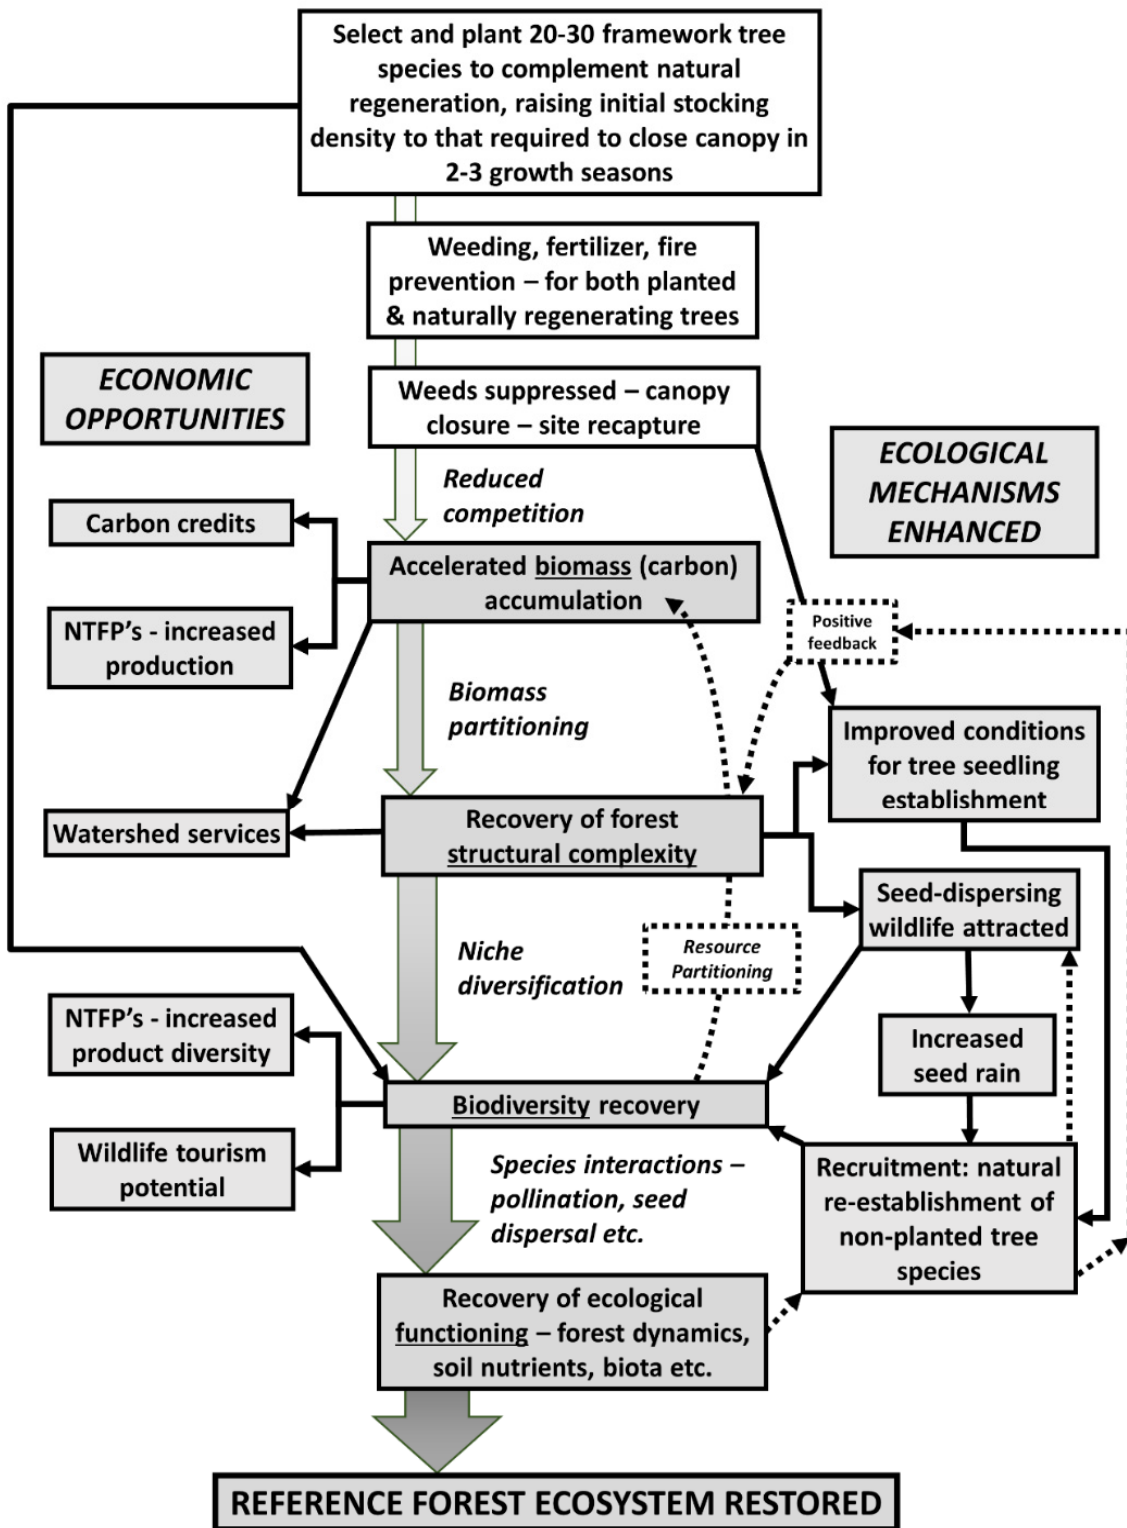 Select and plant 20-30 framework tree
species to complement natural
regeneration, raising initial stocking
density to that required to close canopy in
2-3 growth seasons
Weeding, fertilizer, fire
prevention – for both planted
& naturally regenerating trees
Weeds suppressed – canopy
closure – site recapture
ECONOMIC
OPPORTUNITIES
ECOLOGICAL
MECHANISMS
ENHANCED
Reduced
competition
Carbon credits
Accelerated biomass (carbon)
accumulation
NTFP's - increased
production
Positive
feedback
Biomass
partitioning
Improved conditions
for tree seedling
establishment
Watershed services
Recovery of forest
structural complexity
Seed-dispersing
wildlife attracted
Niche
diversification
Resource
Partitioning
NTFP's - increased
product diversity
Increased
seed rain
Biodiversity recovery
Wildlife tourism
potential
Species interactions –
pollination, seed
dispersal etc.
Recruitment: natural
re-establishment of
non-planted tree
species
Recovery of ecological
functioning – forest dynamics,
soil nutrients, biota etc.
REFERENCE FOREST ECOSYSTEM RESTORED